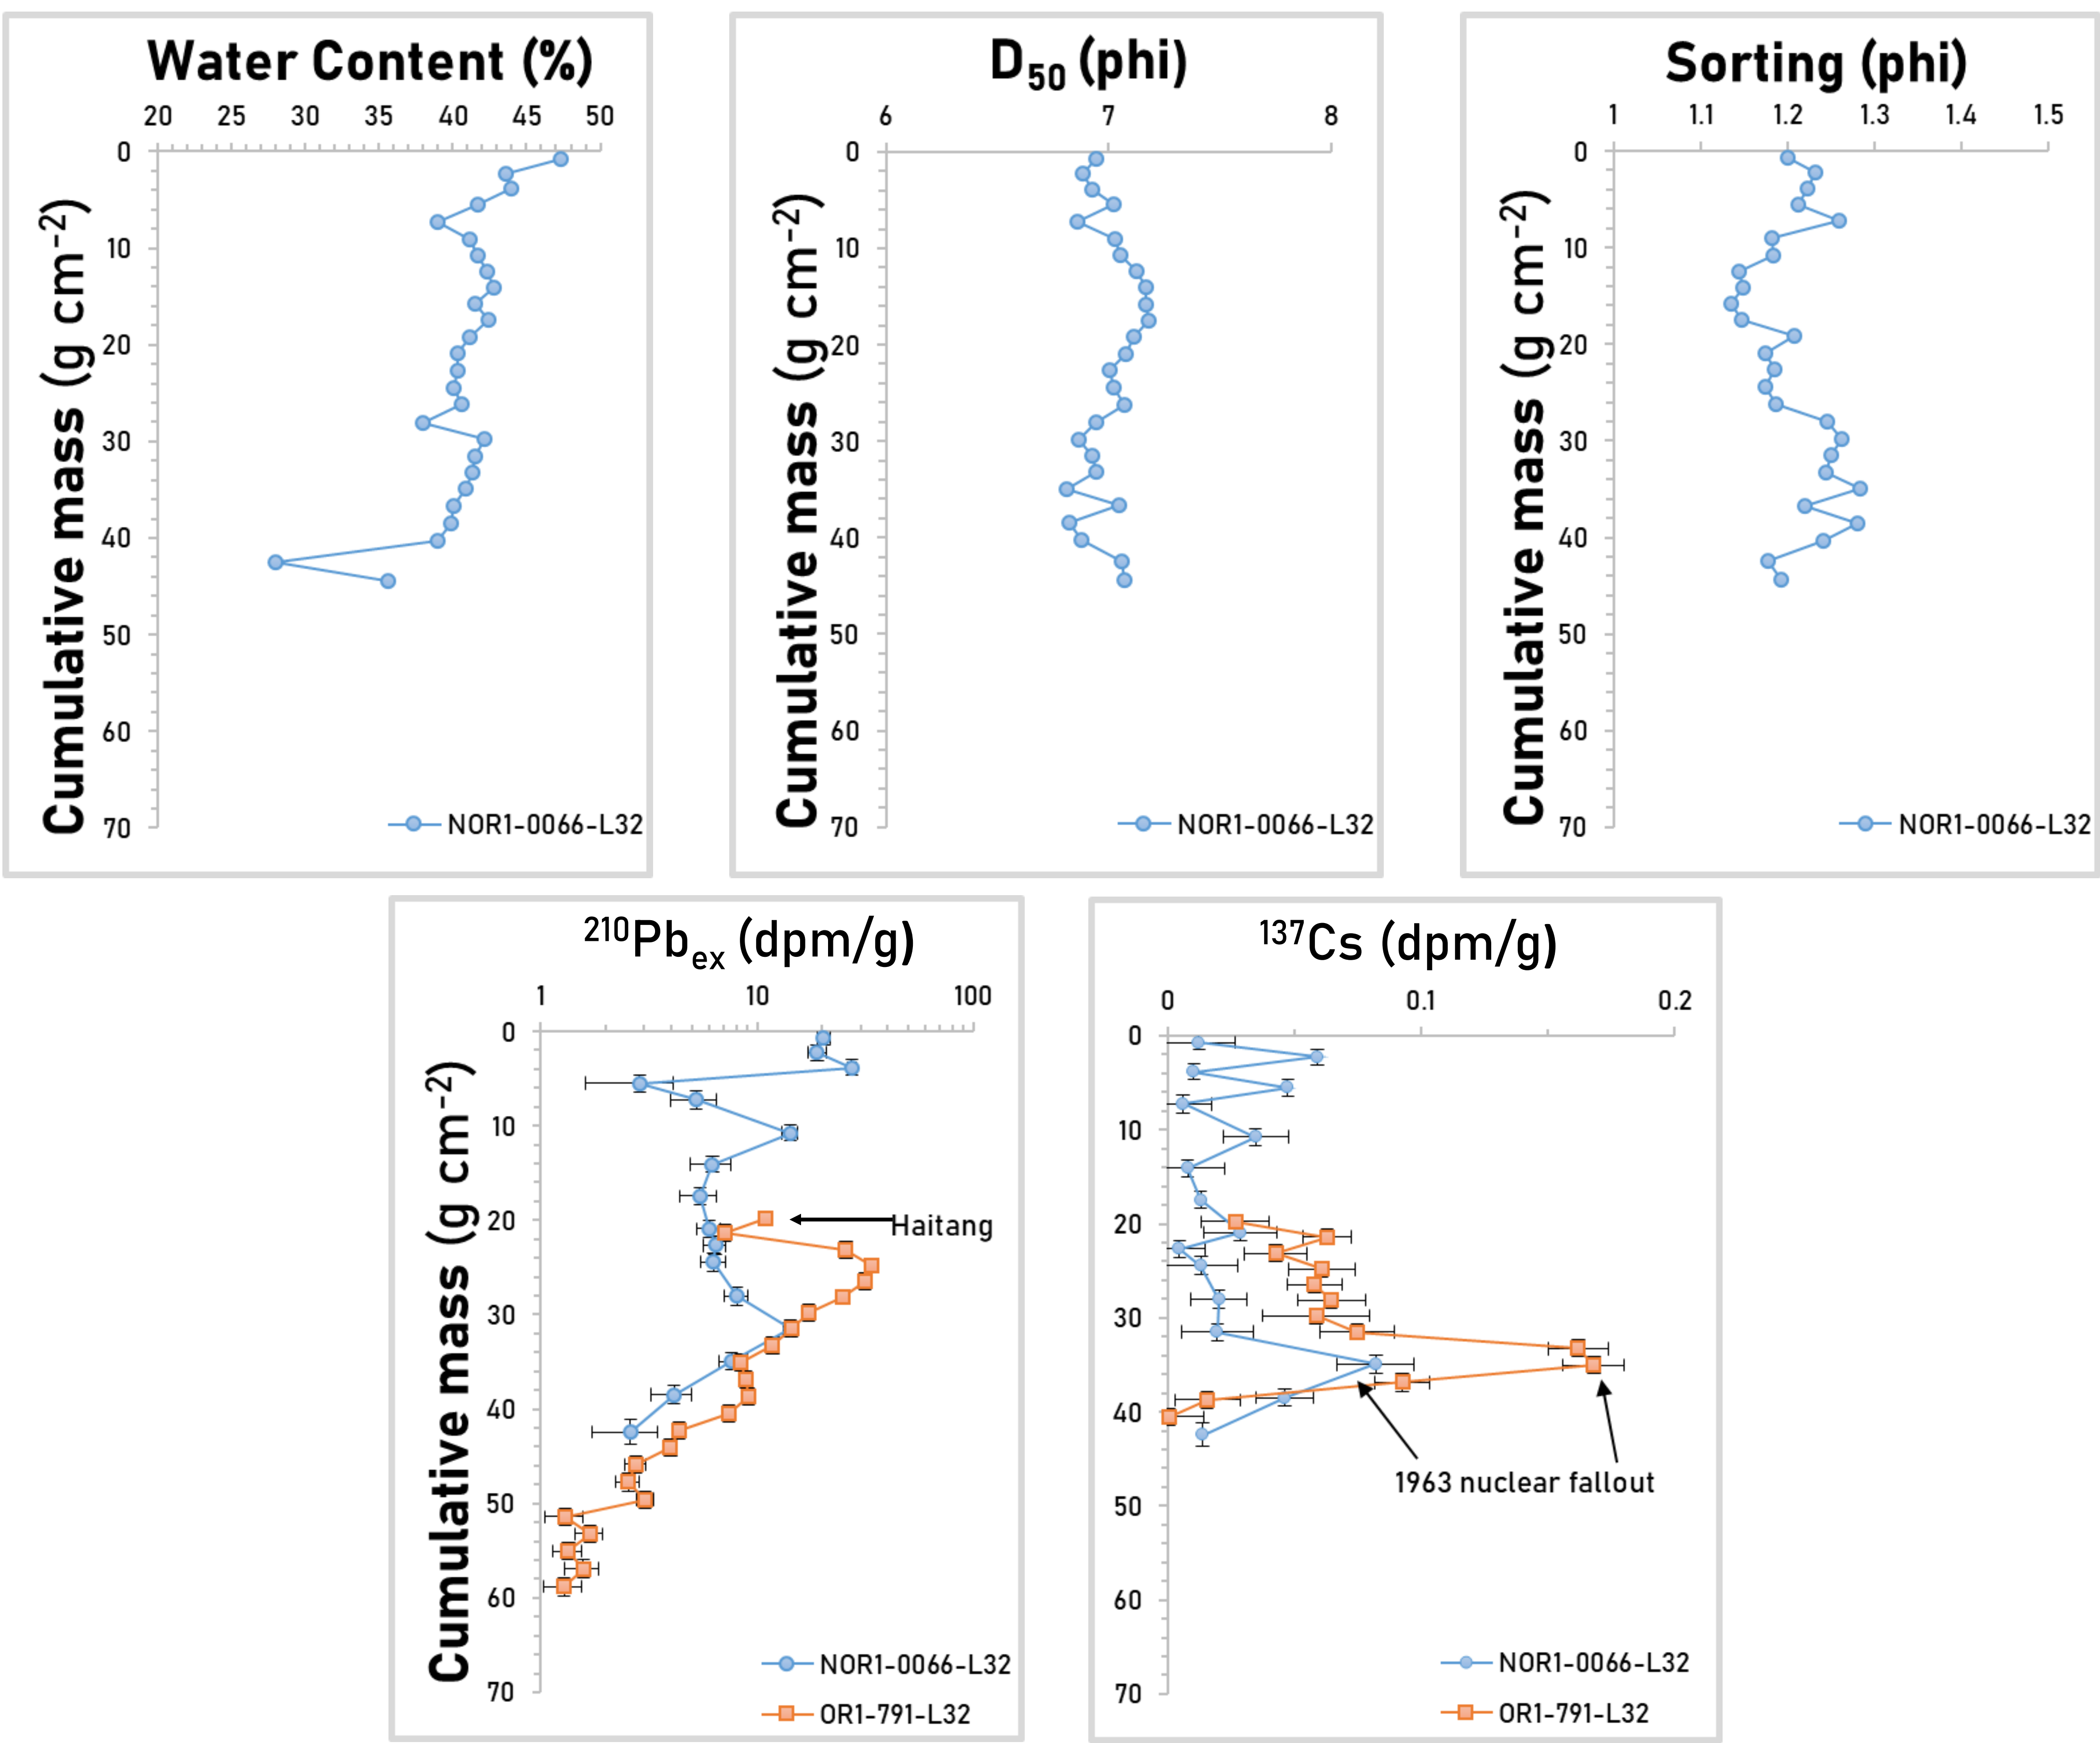 Water Content (%)
20 25 30 35 40 45 50
0
10
20
30
40
50
60
70
Cumulative mass (g cm⁻²)
NOR1-0066-L32
D₅₀ (phi)
6 7 8
0
10
20
30
40
50
60
70
Cumulative mass (g cm⁻²)
NOR1-0066-L32
Sorting (phi)
1 1.1 1.2 1.3 1.4 1.5
0
10
20
30
40
50
60
70
Cumulative mass (g cm⁻²)
NOR1-0066-L32
²¹⁰Pbₑₓ (dpm/g)
1 10 100
0
10
20
30
40
50
60
70
Cumulative mass (g cm⁻²)
Haitang
NOR1-0066-L32
OR1-791-L32
¹³⁷Cs (dpm/g)
0 0.1 0.2
0
10
20
30
40
50
60
70
1963 nuclear fallout
NOR1-0066-L32
OR1-791-L32